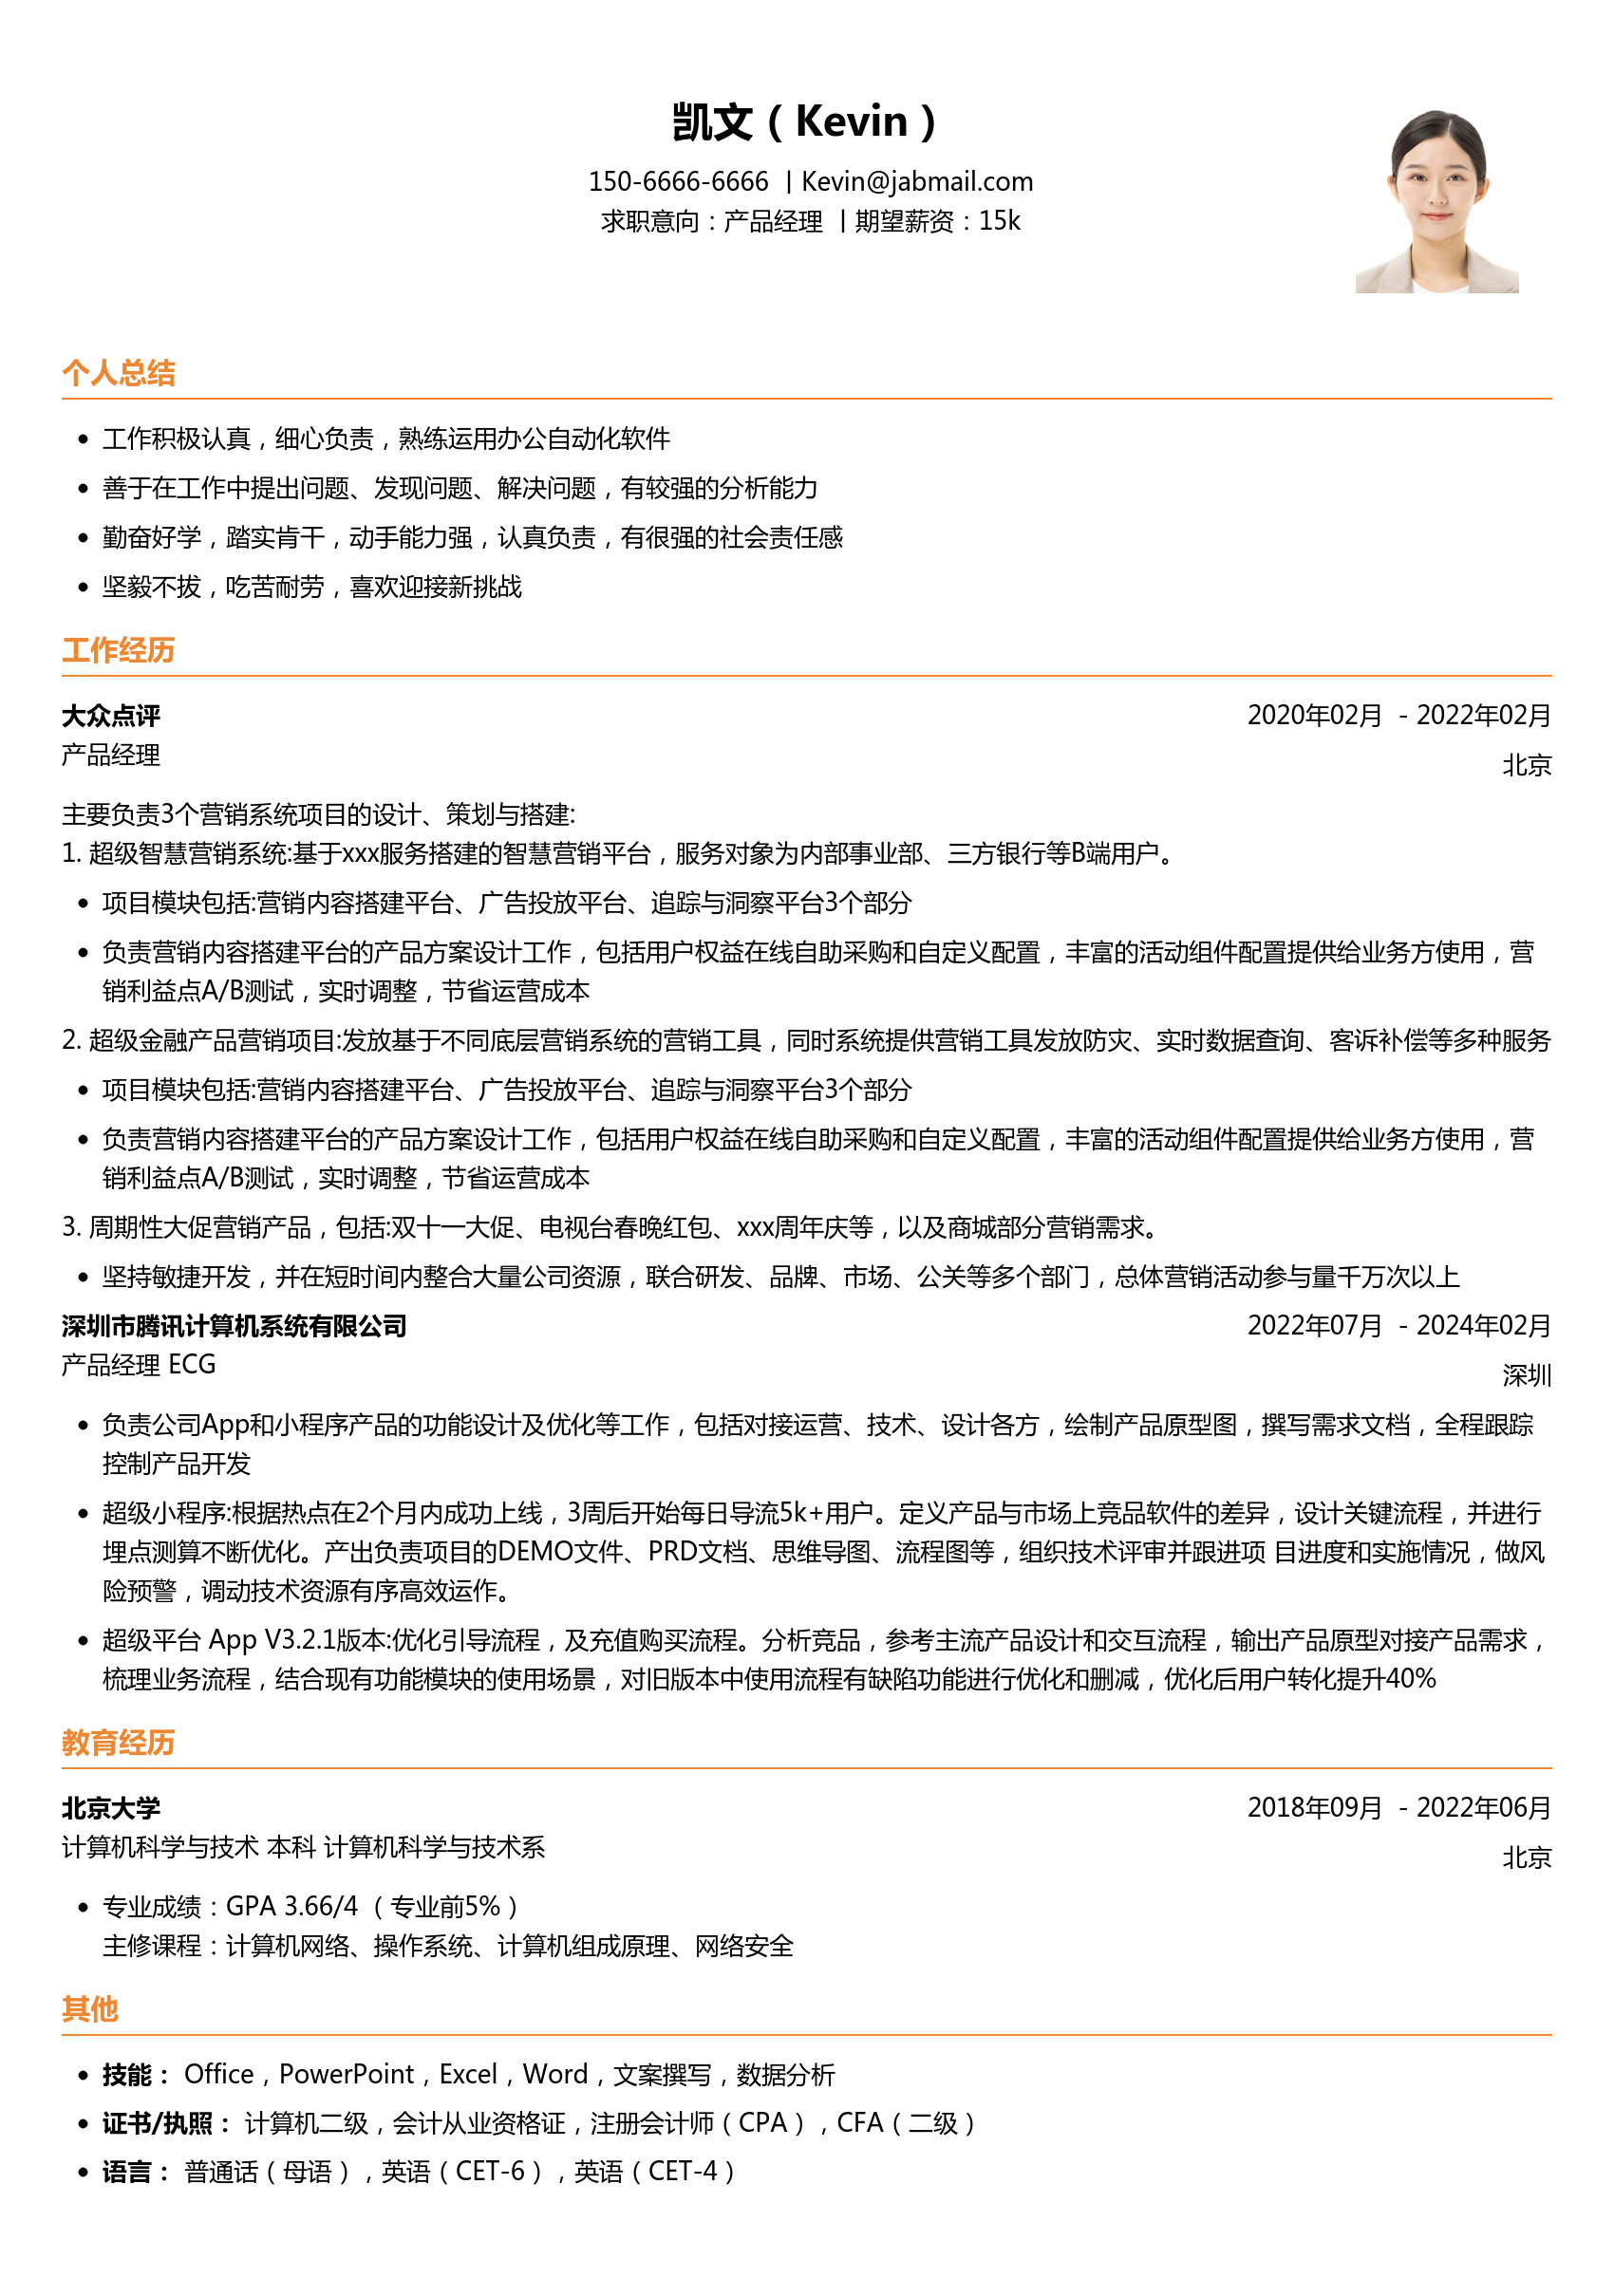 凯文（Kevin）
150-6666-6666 | Kevin@jabmail.com
求职意向：产品经理 | 期望薪资：15k
个人总结
• 工作积极认真，细心负责，熟练运用办公自动化软件
• 善于在工作中提出问题、发现问题、解决问题，有较强的分析能力
• 勤奋好学，踏实肯干，动手能力强，认真负责，有很强的社会责任感
• 坚毅不拔，吃苦耐劳，喜欢迎接新挑战
工作经历
大众点评 2020年02月 - 2022年02月
产品经理 北京
主要负责3个营销系统项目的设计、策划与搭建:
1. 超级智慧营销系统:基于xxx服务搭建的智慧营销平台，服务对象为内部事业部、三方银行等B端用户。
• 项目模块包括:营销内容搭建平台、广告投放平台、追踪与洞察平台3个部分
• 负责营销内容搭建平台的产品方案设计工作，包括用户权益在线自助采购和自定义配置，丰富的活动组件配置提供给业务方使用，营
销利益点A/B测试，实时调整，节省运营成本
2. 超级金融产品营销项目:发放基于不同底层营销系统的营销工具，同时系统提供营销工具发放防灾、实时数据查询、客诉补偿等多种服务
• 项目模块包括:营销内容搭建平台、广告投放平台、追踪与洞察平台3个部分
• 负责营销内容搭建平台的产品方案设计工作，包括用户权益在线自助采购和自定义配置，丰富的活动组件配置提供给业务方使用，营
销利益点A/B测试，实时调整，节省运营成本
3. 周期性大促营销产品，包括:双十一大促、电视台春晚红包、xxx周年庆等，以及商城部分营销需求。
• 坚持敏捷开发，并在短时间内整合大量公司资源，联合研发、品牌、市场、公关等多个部门，总体营销活动参与量千万次以上
深圳市腾讯计算机系统有限公司 2022年07月 - 2024年02月
产品经理 ECG 深圳
• 负责公司App和小程序产品的功能设计及优化等工作，包括对接运营、技术、设计各方，绘制产品原型图，撰写需求文档，全程跟踪
控制产品开发
• 超级小程序:根据热点在2个月内成功上线，3周后开始每日导流5k+用户。定义产品与市场上竞品软件的差异，设计关键流程，并进行
埋点测算不断优化。产出负责项目的DEMO文件、PRD文档、思维导图、流程图等，组织技术评审并跟进项 目进度和实施情况，做风
险预警，调动技术资源有序高效运作。
• 超级平台 App V3.2.1版本:优化引导流程，及充值购买流程。分析竞品，参考主流产品设计和交互流程，输出产品原型对接产品需求，
梳理业务流程，结合现有功能模块的使用场景，对旧版本中使用流程有缺陷功能进行优化和删减，优化后用户转化提升40%
教育经历
北京大学 2018年09月 - 2022年06月
计算机科学与技术 本科 计算机科学与技术系 北京
• 专业成绩：GPA 3.66/4 （专业前5%）
主修课程：计算机网络、操作系统、计算机组成原理、网络安全
其他
• 技能： Office，PowerPoint，Excel，Word，文案撰写，数据分析
• 证书/执照： 计算机二级，会计从业资格证，注册会计师（CPA），CFA（二级）
• 语言： 普通话（母语），英语（CET-6），英语（CET-4）